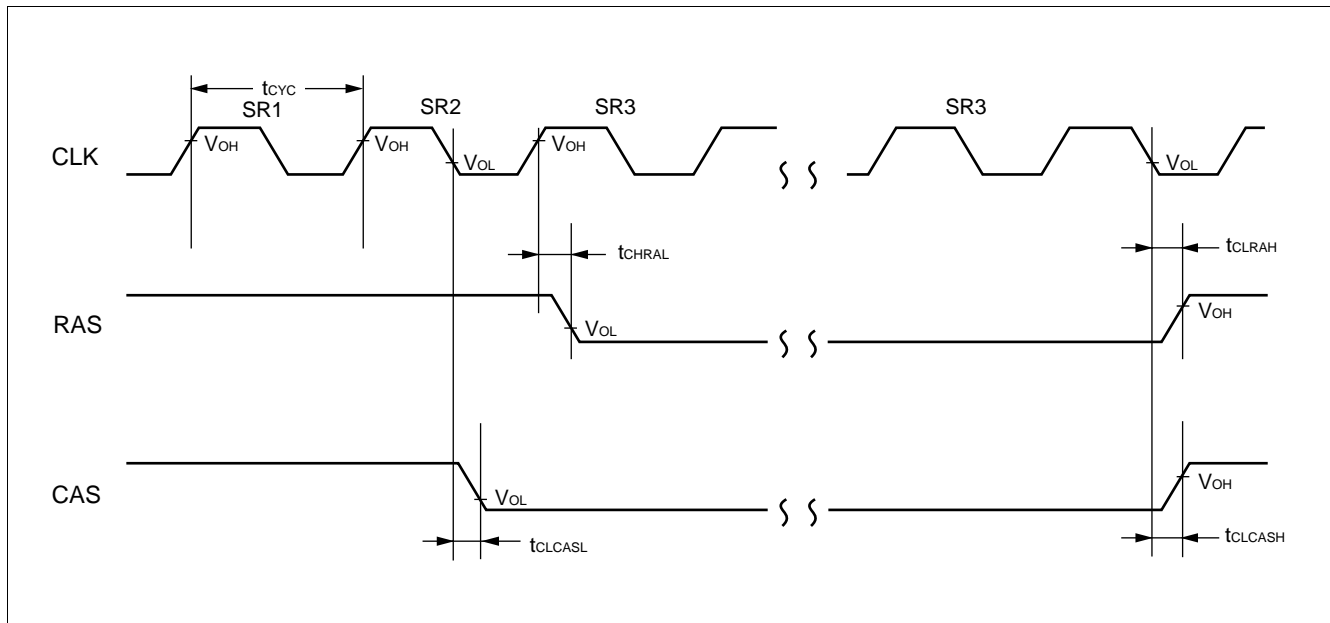 tCYC
SR1
SR2
SR3
SR3
CLK
VOH
VOH
VOL
VOH
VOL
tCHRAL
tCLRAH
RAS
VOL
VOH
CAS
VOL
VOH
tCLCASL
tCLCASH